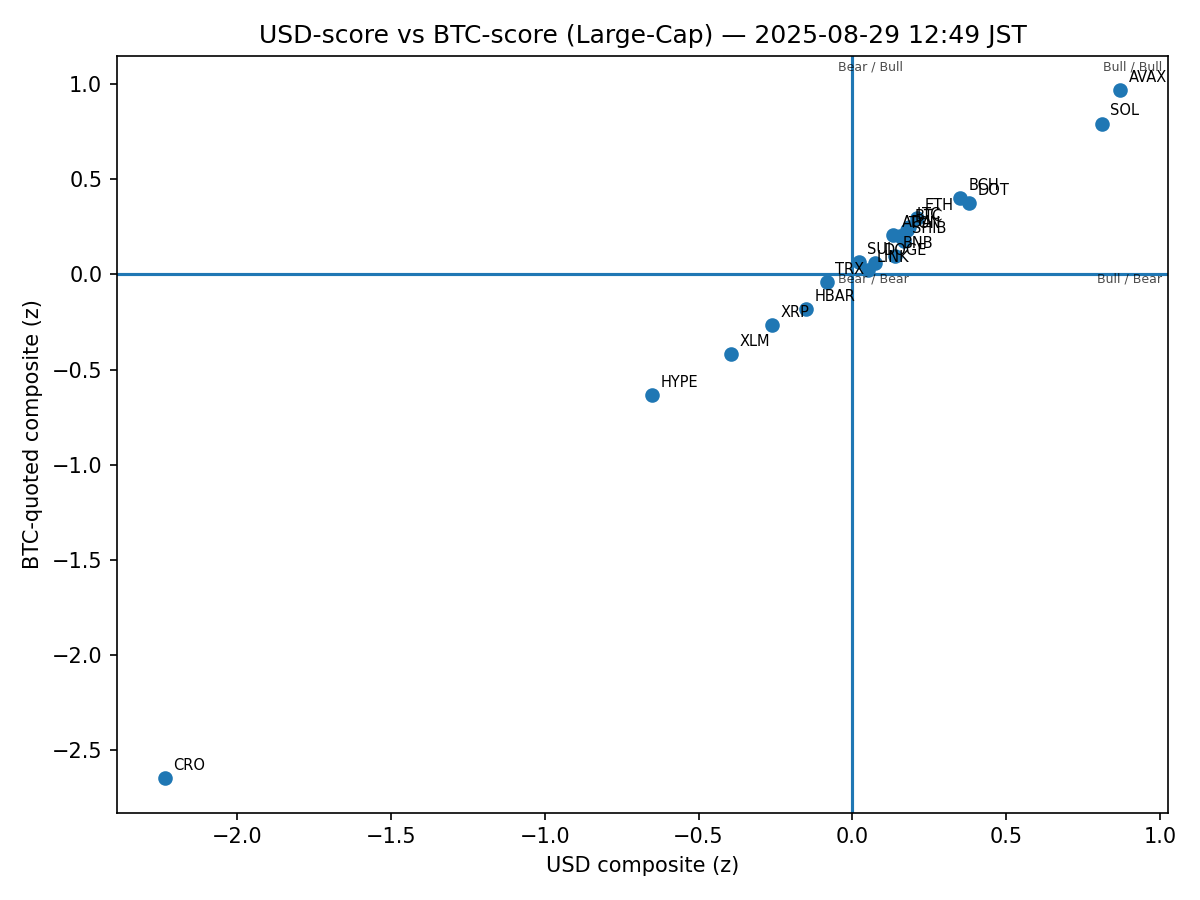 USD-score vs BTC-score (Large-Cap) — 2025-08-29 12:49 JST
Bear / Bull
Bull / Bull
AVAX
SOL
BCH
DOT
ETH
SHIB
BNB
DOGE
LINK
TRX
Bear / Bear
Bull / Bear
HBAR
XRP
XLM
HYPE
CRO
1.0
0.5
0.0
−0.5
−1.0
−1.5
−2.0
−2.5
−2.0
−1.5
−1.0
−0.5
0.0
0.5
1.0
USD composite (z)
BTC-quoted composite (z)